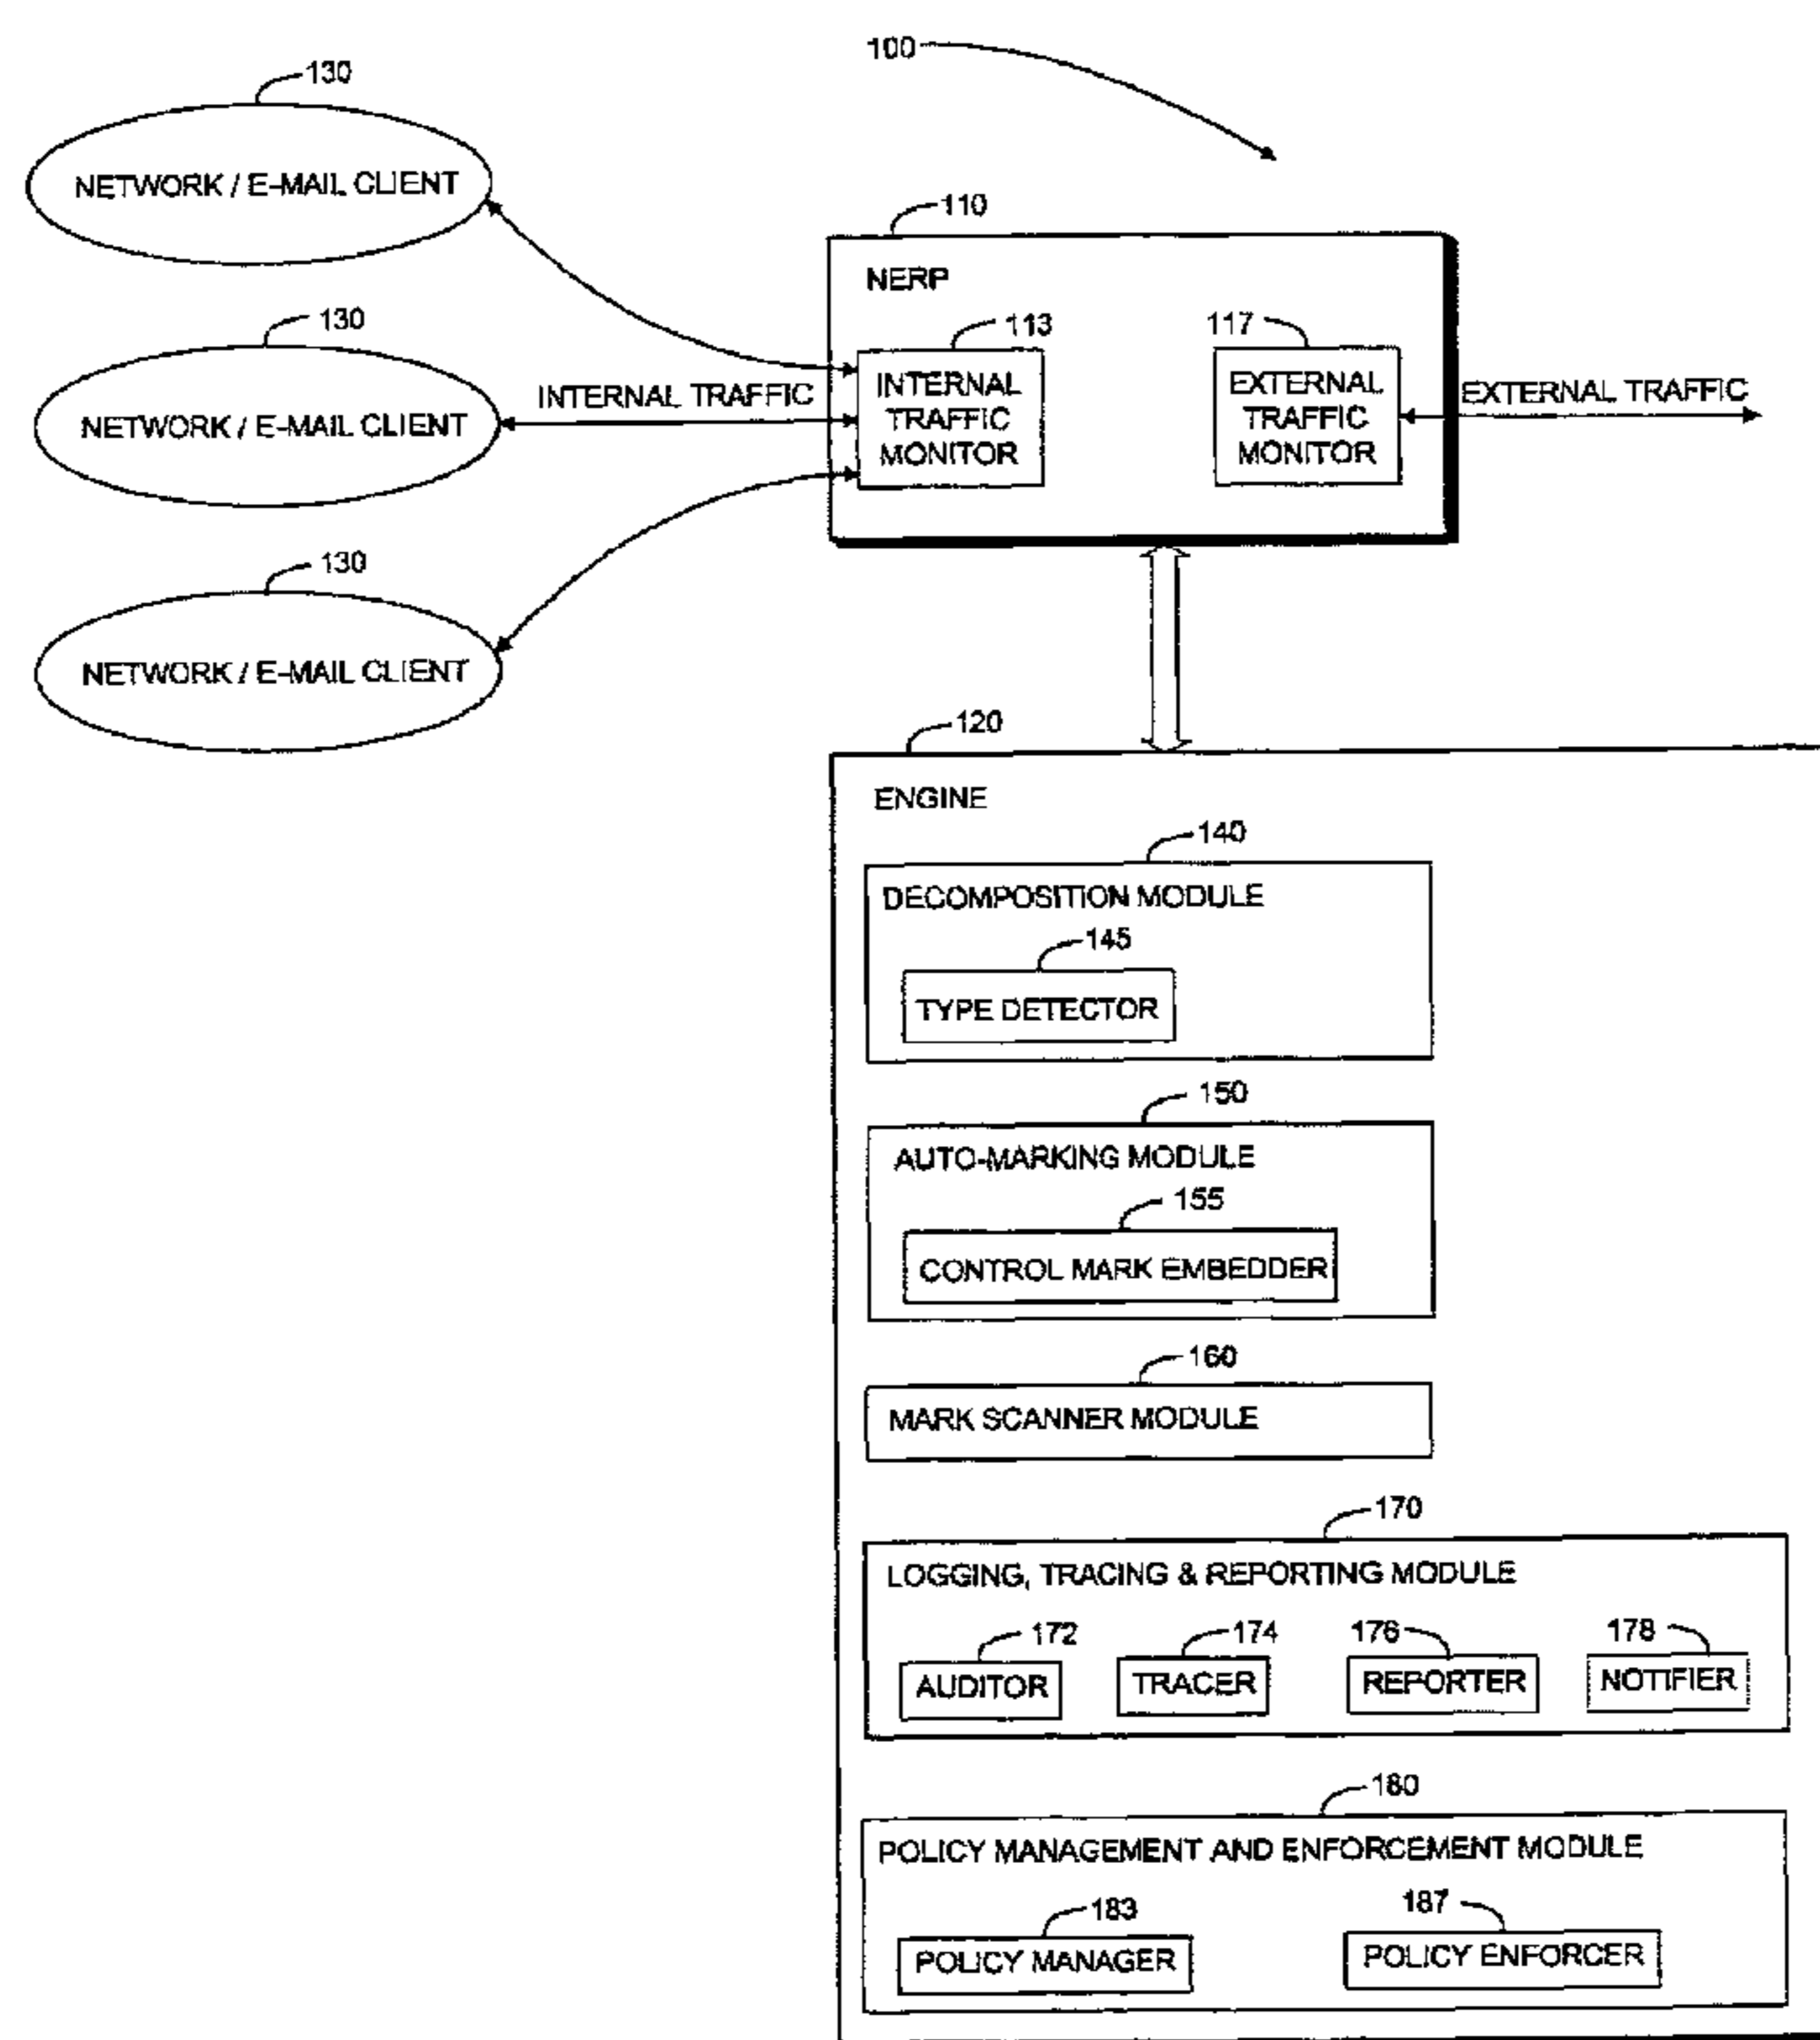 100
130
NETWORK / E-MAIL CLIENT
110
NERP
130
113
117
INTERNAL
TRAFFIC
MONITOR
EXTERNAL
TRAFFIC
MONITOR
INTERNAL TRAFFIC
EXTERNAL TRAFFIC
NETWORK / E-MAIL CLIENT
130
NETWORK / E-MAIL CLIENT
120
ENGINE
140
DECOMPOSITION MODULE
145
TYPE DETECTOR
150
AUTO-MARKING MODULE
155
CONTROL MARK EMBEDDER
160
MARK SCANNER MODULE
170
LOGGING, TRACING & REPORTING MODULE
172
174
176
178
AUDITOR
TRACER
REPORTER
NOTIFIER
180
POLICY MANAGEMENT AND ENFORCEMENT MODULE
183
187
POLICY MANAGER
POLICY ENFORCER